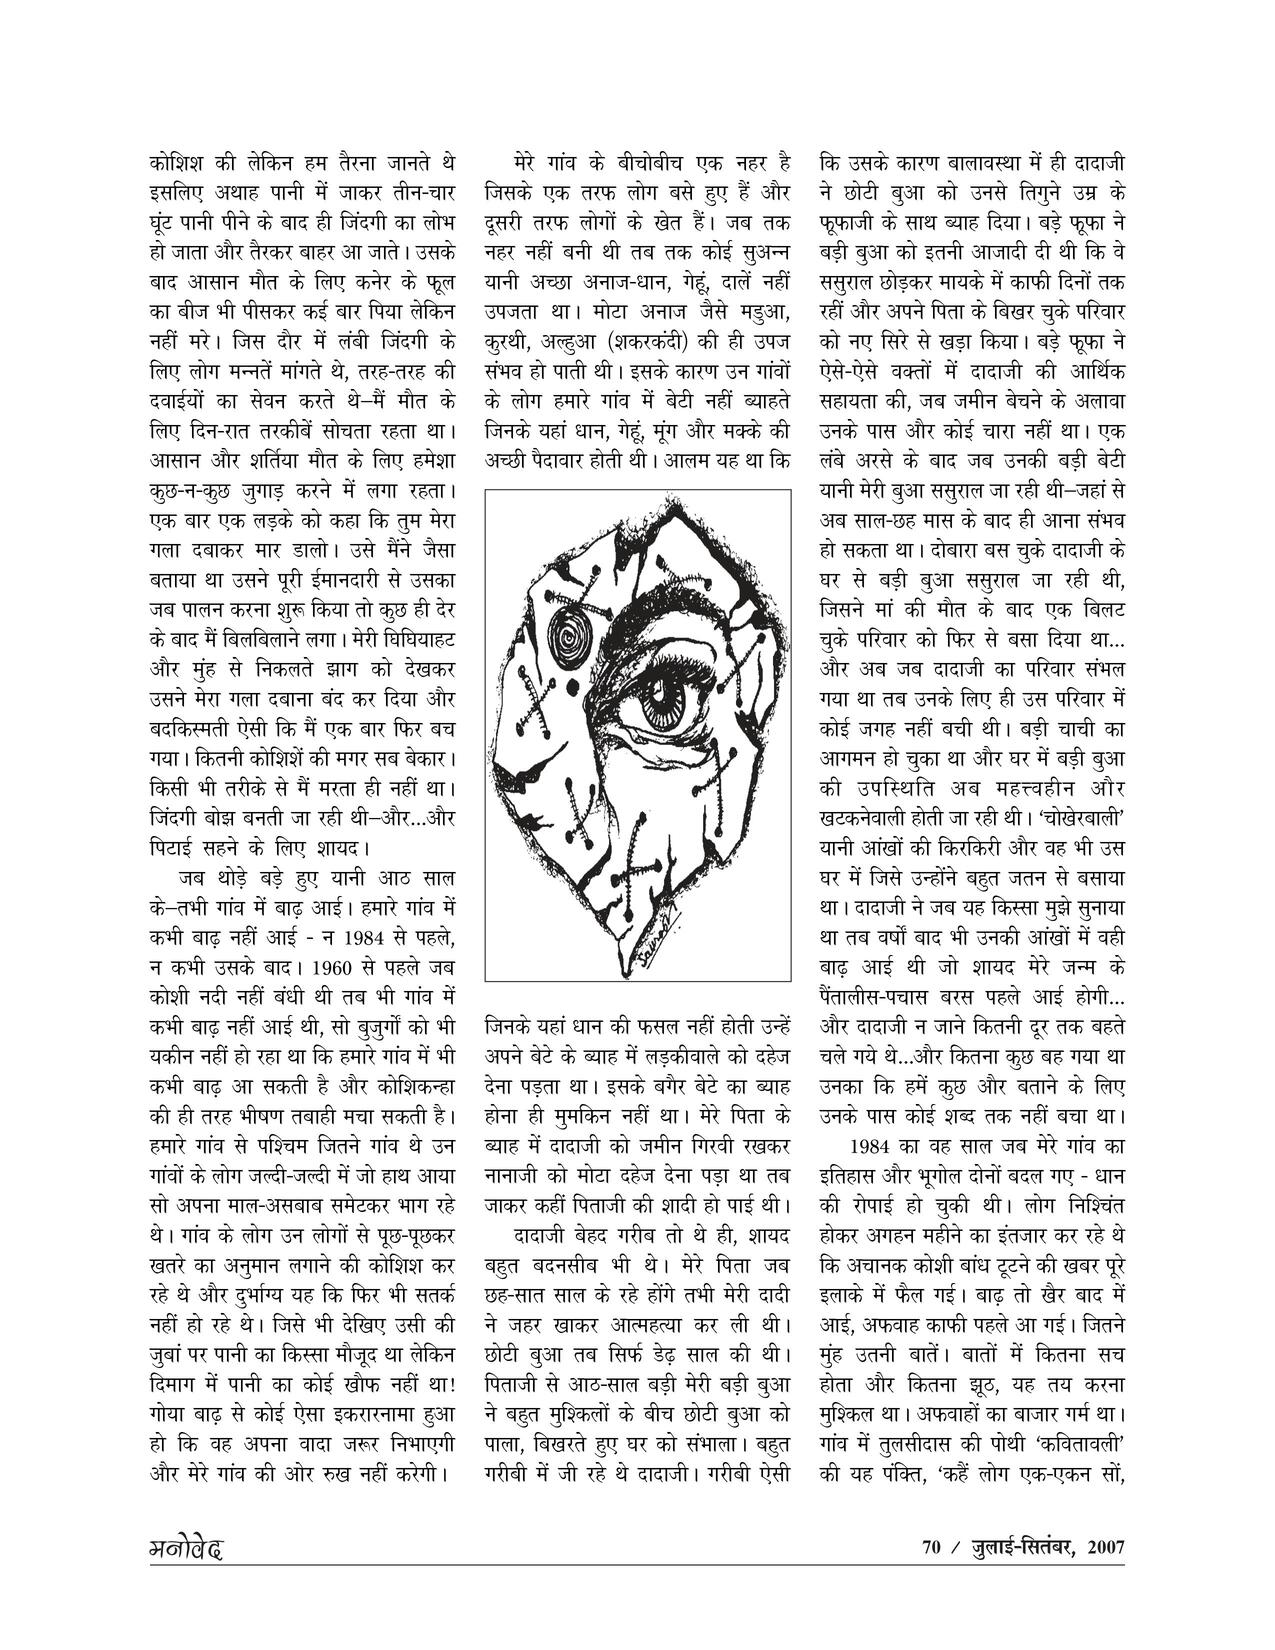 कोशिश की लेकिन हम तैरना जानते थे
इसलिए अथाह पानी में जाकर तीन-चार
घूंट पानी पीने के बाद ही जिंदगी का लोभ
हो जाता और तैरकर बाहर आ जाते। उसके
बाद आसान मौत के लिए कनेर के फूल
का बीज भी पीसकर कई बार पिया लेकिन
नहीं मरे। जिस दौर में लंबी जिंदगी के
लिए लोग मन्नतें मांगते थे, तरह-तरह की
दवाईयों का सेवन करते थे–मैं मौत के
लिए दिन-रात तरकीबें सोचता रहता था।
आसान और शर्तिया मौत के लिए हमेशा
कुछ-न-कुछ जुगाड़ करने में लगा रहता।
एक बार एक लड़के को कहा कि तुम मेरा
गला दबाकर मार डालो। उसे मैंने जैसा
बताया था उसने पूरी ईमानदारी से उसका
जब पालन करना शुरू किया तो कुछ ही देर
के बाद मैं बिलबिलाने लगा। मेरी घिघियाहट
और मुंह से निकलते झाग को देखकर
उसने मेरा गला दबाना बंद कर दिया और
बदकिस्मती ऐसी कि मैं एक बार फिर बच
गया। कितनी कोशिशें की मगर सब बेकार।
किसी भी तरीके से मैं मरता ही नहीं था।
जिंदगी बोझ बनती जा रही थी–और...और
पिटाई सहने के लिए शायद।
जब थोड़े बड़े हुए यानी आठ साल
के–तभी गांव में बाढ़ आई। हमारे गांव में
कभी बाढ़ नहीं आई - न 1984 से पहले,
न कभी उसके बाद। 1960 से पहले जब
कोशी नदी नहीं बंधी थी तब भी गांव में
कभी बाढ़ नहीं आई थी, सो बुजुर्गों को भी
यकीन नहीं हो रहा था कि हमारे गांव में भी
कभी बाढ़ आ सकती है और कोशिकन्हा
की ही तरह भीषण तबाही मचा सकती है।
हमारे गांव से पश्चिम जितने गांव थे उन
गांवों के लोग जल्दी-जल्दी में जो हाथ आया
सो अपना माल-असबाब समेटकर भाग रहे
थे। गांव के लोग उन लोगों से पूछ-पूछकर
खतरे का अनुमान लगाने की कोशिश कर
रहे थे और दुर्भाग्य यह कि फिर भी सतर्क
नहीं हो रहे थे। जिसे भी देखिए उसी की
जुबां पर पानी का किस्सा मौजूद था लेकिन
दिमाग में पानी का कोई खौफ नहीं था!
गोया बाढ़ से कोई ऐसा इकरारनामा हुआ
हो कि वह अपना वादा जरूर निभाएगी
और मेरे गांव की ओर रुख नहीं करेगी।
मेरे गांव के बीचोबीच एक नहर है
जिसके एक तरफ लोग बसे हुए हैं और
दूसरी तरफ लोगों के खेत हैं। जब तक
नहर नहीं बनी थी तब तक कोई सुअन्न
यानी अच्छा अनाज-धान, गेहूं, दालें नहीं
उपजता था। मोटा अनाज जैसे मडुआ,
कुरथी, अल्हुआ (शकरकंदी) की ही उपज
संभव हो पाती थी। इसके कारण उन गांवों
के लोग हमारे गांव में बेटी नहीं ब्याहते
जिनके यहां धान, गेहूं, मूंग और मक्के की
अच्छी पैदावार होती थी। आलम यह था कि
जिनके यहां धान की फसल नहीं होती उन्हें
अपने बेटे के ब्याह में लड़कीवाले को दहेज
देना पड़ता था। इसके बगैर बेटे का ब्याह
होना ही मुमकिन नहीं था। मेरे पिता के
ब्याह में दादाजी को जमीन गिरवी रखकर
नानाजी को मोटा दहेज देना पड़ा था तब
जाकर कहीं पिताजी की शादी हो पाई थी।
दादाजी बेहद गरीब तो थे ही, शायद
बहुत बदनसीब भी थे। मेरे पिता जब
छह-सात साल के रहे होंगे तभी मेरी दादी
ने जहर खाकर आत्महत्या कर ली थी।
छोटी बुआ तब सिर्फ डेढ़ साल की थी।
पिताजी से आठ-साल बड़ी मेरी बड़ी बुआ
ने बहुत मुश्किलों के बीच छोटी बुआ को
पाला, बिखरते हुए घर को संभाला। बहुत
गरीबी में जी रहे थे दादाजी। गरीबी ऐसी
कि उसके कारण बालावस्था में ही दादाजी
ने छोटी बुआ को उनसे तिगुने उम्र के
फूफाजी के साथ ब्याह दिया। बड़े फूफा ने
बड़ी बुआ को इतनी आजादी दी थी कि वे
ससुराल छोड़कर मायके में काफी दिनों तक
रहीं और अपने पिता के बिखर चुके परिवार
को नए सिरे से खड़ा किया। बड़े फूफा ने
ऐसे-ऐसे वक्तों में दादाजी की आर्थिक
सहायता की, जब जमीन बेचने के अलावा
उनके पास और कोई चारा नहीं था। एक
लंबे अरसे के बाद जब उनकी बड़ी बेटी
यानी मेरी बुआ ससुराल जा रही थी–जहां से
अब साल-छह मास के बाद ही आना संभव
हो सकता था। दोबारा बस चुके दादाजी के
घर से बड़ी बुआ ससुराल जा रही थी,
जिसने मां की मौत के बाद एक बिलट
चुके परिवार को फिर से बसा दिया था...
और अब जब दादाजी का परिवार संभल
गया था तब उनके लिए ही उस परिवार में
कोई जगह नहीं बची थी। बड़ी चाची का
आगमन हो चुका था और घर में बड़ी बुआ
की उपस्थिति अब महत्त्वहीन और
खटकनेवाली होती जा रही थी। ‘चोखेरबाली’
यानी आंखों की किरकिरी और वह भी उस
घर में जिसे उन्होंने बहुत जतन से बसाया
था। दादाजी ने जब यह किस्सा मुझे सुनाया
था तब वर्षों बाद भी उनकी आंखों में वही
बाढ़ आई थी जो शायद मेरे जन्म के
पैंतालीस-पचास बरस पहले आई होगी...
और दादाजी न जाने कितनी दूर तक बहते
चले गये थे...और कितना कुछ बह गया था
उनका कि हमें कुछ और बताने के लिए
उनके पास कोई शब्द तक नहीं बचा था।
1984 का वह साल जब मेरे गांव का
इतिहास और भूगोल दोनों बदल गए - धान
की रोपाई हो चुकी थी। लोग निश्चिंत
होकर अगहन महीने का इंतजार कर रहे थे
कि अचानक कोशी बांध टूटने की खबर पूरे
इलाके में फैल गई। बाढ़ तो खैर बाद में
आई, अफवाह काफी पहले आ गई। जितने
मुंह उतनी बातें। बातों में कितना सच
होता और कितना झूठ, यह तय करना
मुश्किल था। अफवाहों का बाजार गर्म था।
गांव में तुलसीदास की पोथी ‘कवितावली’
की यह पंक्ति, ‘कहैं लोग एक-एकन सों,
मनोवेद
70 / जुलाई-सितंबर, 2007